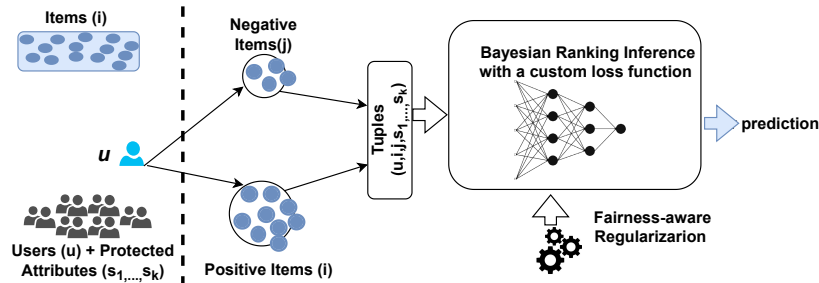 Items (i)
u
Users (u) + Protected
Attributes (s1,...,sk)
Negative
Items(j)
Positive Items (i)
Tuples
(u,i,j,s1,...,sk)
Bayesian Ranking Inference
with a custom loss function
Fairness-aware
Regularizarion
prediction